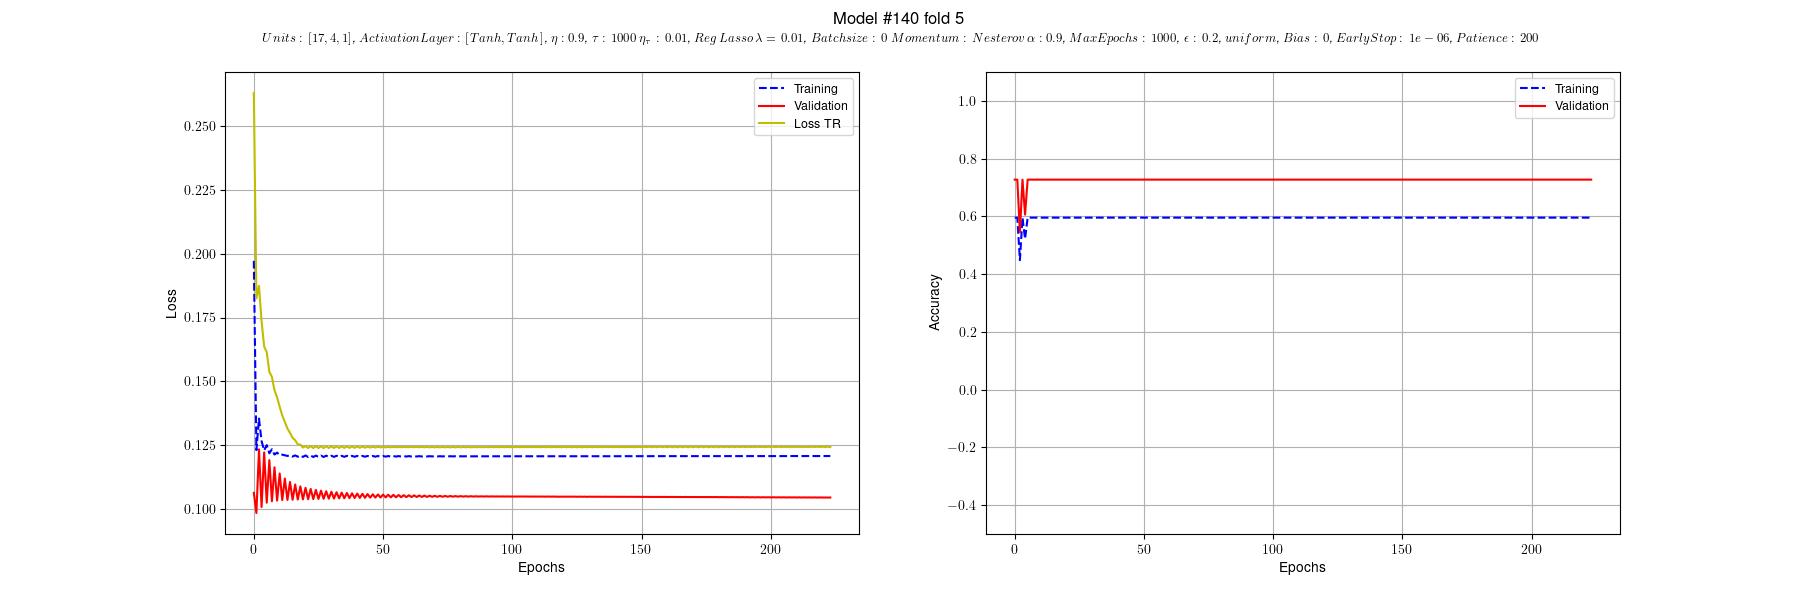 Model #140 fold 5
Units : [17, 4, 1], ActivationLayer : [Tanh, Tanh], η : 0.9, τ : 1000 η_τ : 0.01, Reg Lasso λ = 0.01, Batchsize : 0 Momentum : Nesterov α : 0.9, MaxEpochs : 1000, ϵ : 0.2, uniform, Bias : 0, EarlyStop : 1e − 06, Patience : 200
Training
Validation
Loss TR
0.250
0.225
0.200
0.175
0.150
0.125
0.100
Loss
0 50 100 150 200
Epochs
Training
Validation
1.0
0.8
0.6
0.4
0.2
0.0
−0.2
−0.4
Accuracy
0 50 100 150 200
Epochs